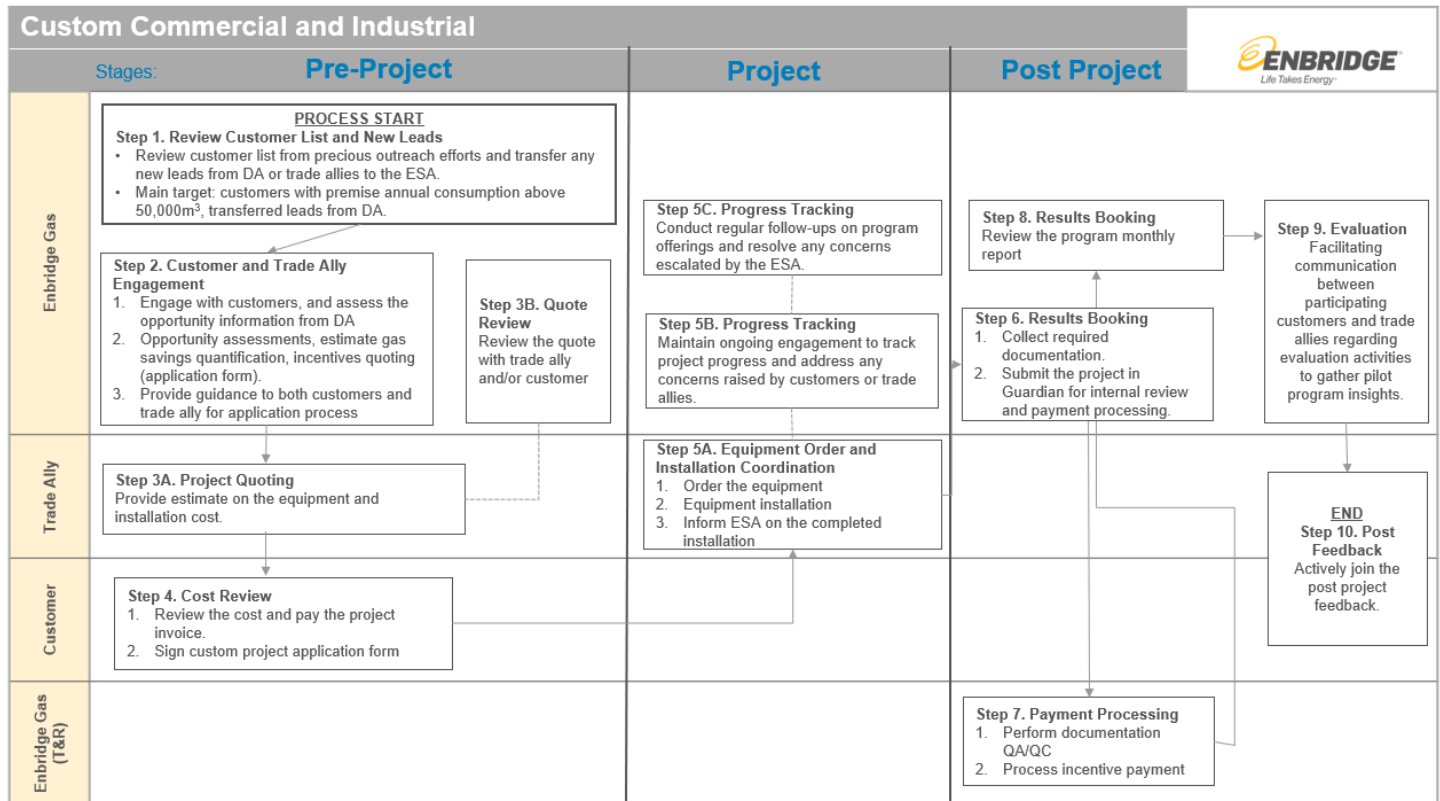 Custom Commercial and Industrial
ENBRIDGE™
Life Takes Energy™
Stages:
Pre-Project
Project
Post Project
Enbridge Gas
PROCESS START
Step 1. Review Customer List and New Leads
• Review customer list from precious outreach efforts and transfer any
new leads from DA or trade allies to the ESA.
• Main target: customers with premise annual consumption above
50,000m³, transferred leads from DA.
Step 2. Customer and Trade Ally
Engagement
1. Engage with customers, and assess the
opportunity information from DA
2. Opportunity assessments, estimate gas
savings quantification, incentives quoting
(application form).
3. Provide guidance to both customers and
trade ally for application process
Step 3B. Quote
Review
Review the quote
with trade ally
and/or customer
Step 5C. Progress Tracking
Conduct regular follow-ups on program
offerings and resolve any concerns
escalated by the ESA.
Step 5B. Progress Tracking
Maintain ongoing engagement to track
project progress and address any
concerns raised by customers or trade
allies.
Step 8. Results Booking
Review the program monthly
report
Step 6. Results Booking
1. Collect required
documentation.
2. Submit the project in
Guardian for internal review
and payment processing.
Step 9. Evaluation
Facilitating
communication
between
participating
customers and trade
allies regarding
evaluation activities
to gather pilot
program insights.
Trade Ally
Step 3A. Project Quoting
Provide estimate on the equipment and
installation cost.
Step 5A. Equipment Order and
Installation Coordination
1. Order the equipment
2. Equipment installation
3. Inform ESA on the completed
installation
END
Step 10. Post
Feedback
Actively join the
post project
feedback.
Customer
Step 4. Cost Review
1. Review the cost and pay the project
invoice.
2. Sign custom project application form
Enbridge Gas
(T&R)
Step 7. Payment Processing
1. Perform documentation
QA/QC
2. Process incentive payment